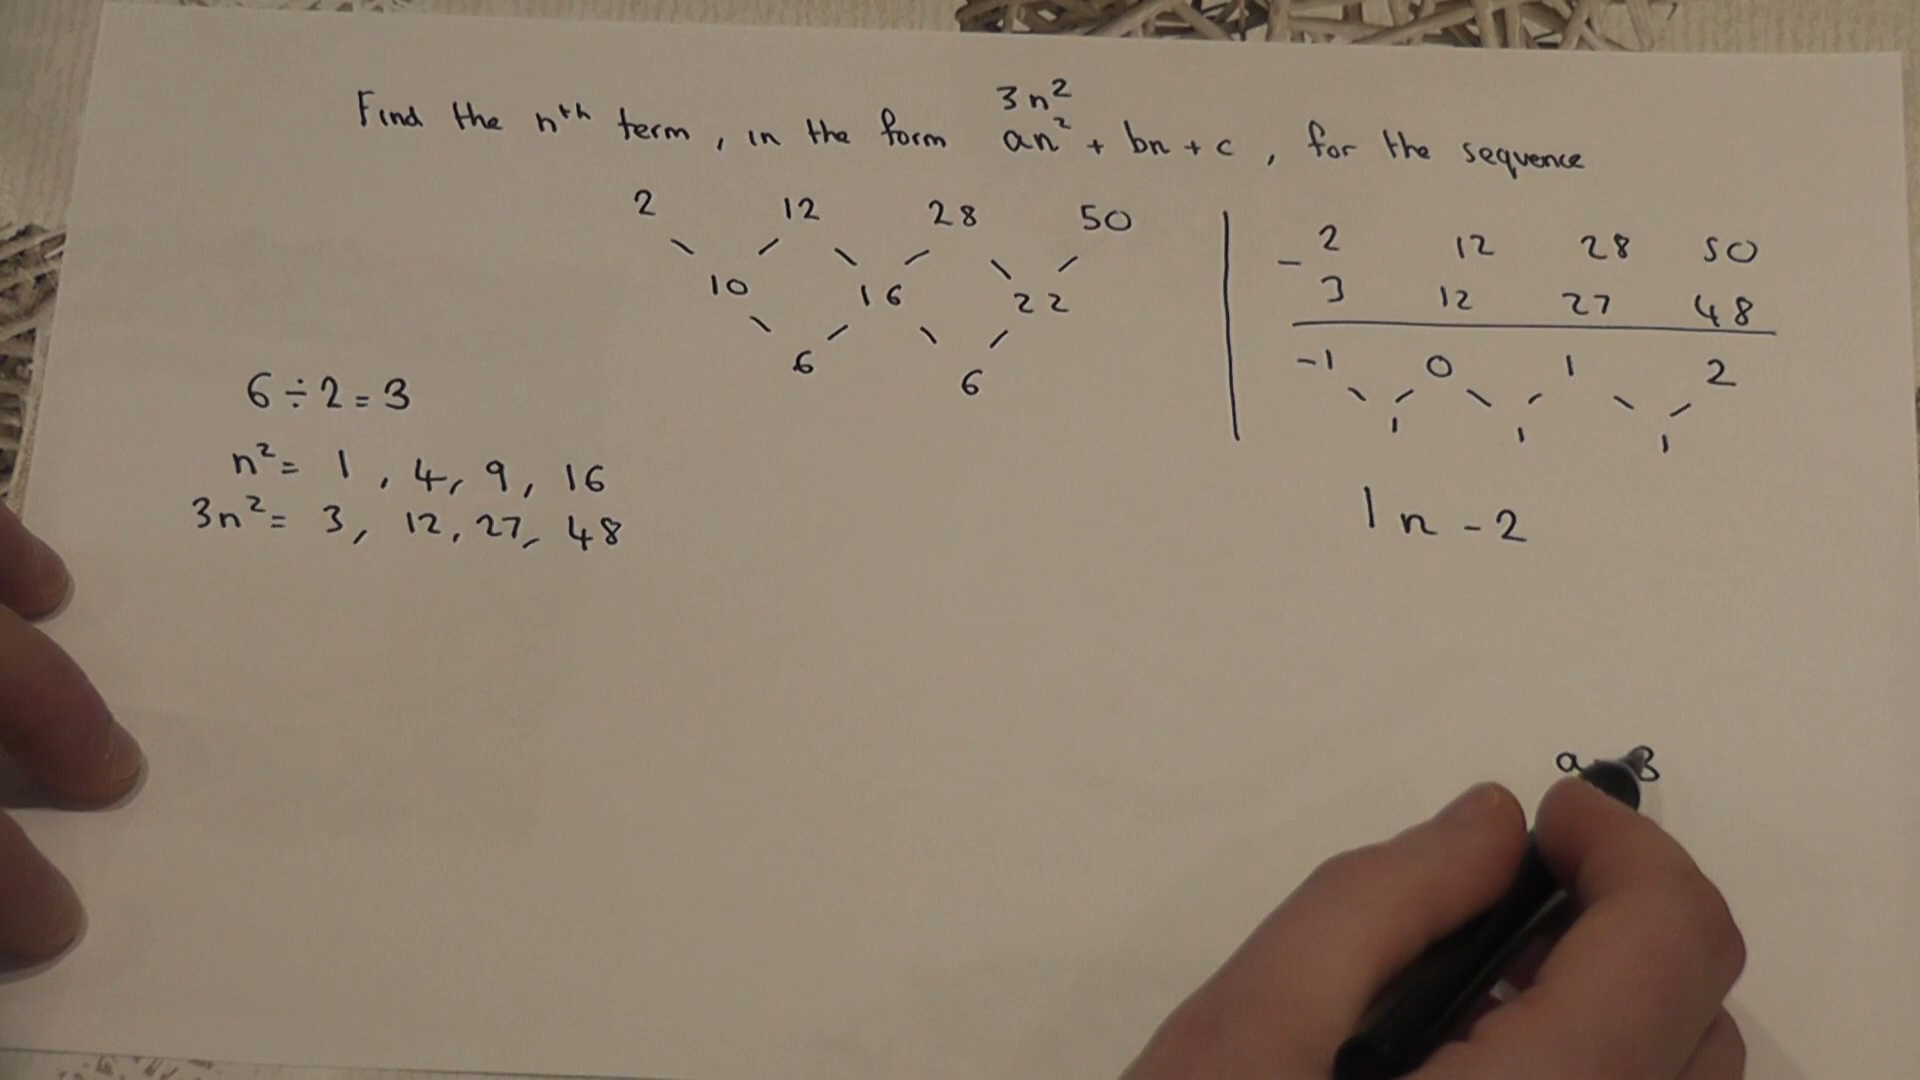 Find the nth term, in the form an² + bn + c, for the sequence
3n²
2 12 28 50
10 16 22
6 6
6 ÷ 2 = 3
n² = 1, 4, 9, 16
3n² = 3, 12, 27, 48
- 2 12 28 50
3 12 27 48
-1 0 1 2
1 1 1
1n - 2
a 3